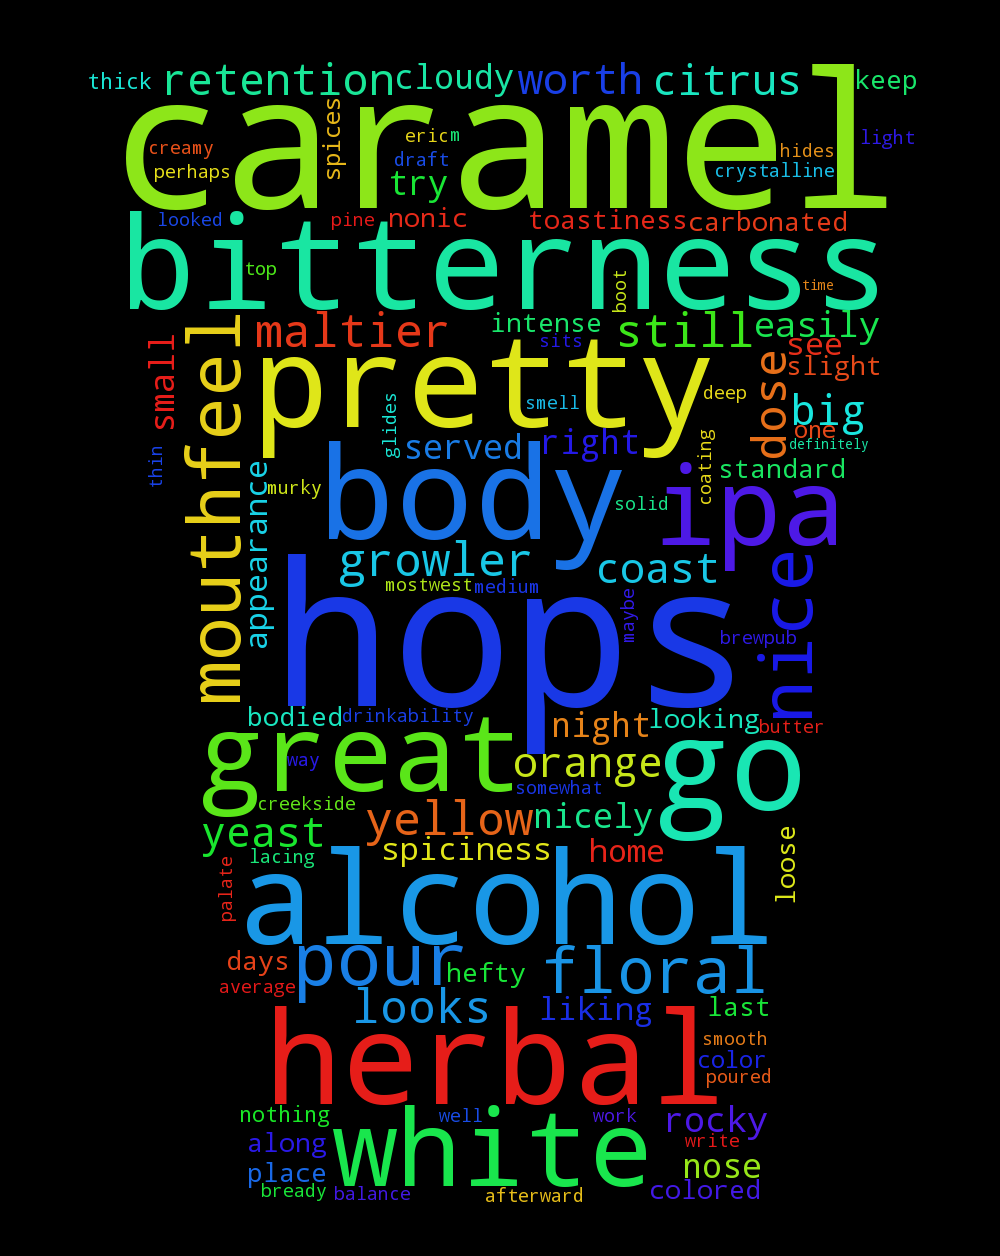 thick retention cloudy worth citrus keep
caramel
spices
creamy eric m hides light
perhaps draft crystalline
try
looked pine nonic toastiness carbonated
bitterness
top boot time
small mouthfeel maltier intense still easily
pretty sits dose see
slight
deep
glides smell big
one
served right coating definitely
thin appearance murky body solid ipa standard
growler coast nice
mostwest medium maybe
hops brewpub
bodied drinkability night looking butter
great way orange go
somewhat
creekside
yeast yellow nicely loose
lacing spiciness home
palate alcohol
days pour hefty floral
average
looks liking last
herbal smooth
color
poured
nothing white well work rocky
along write
place nose
bready balance afterward colored